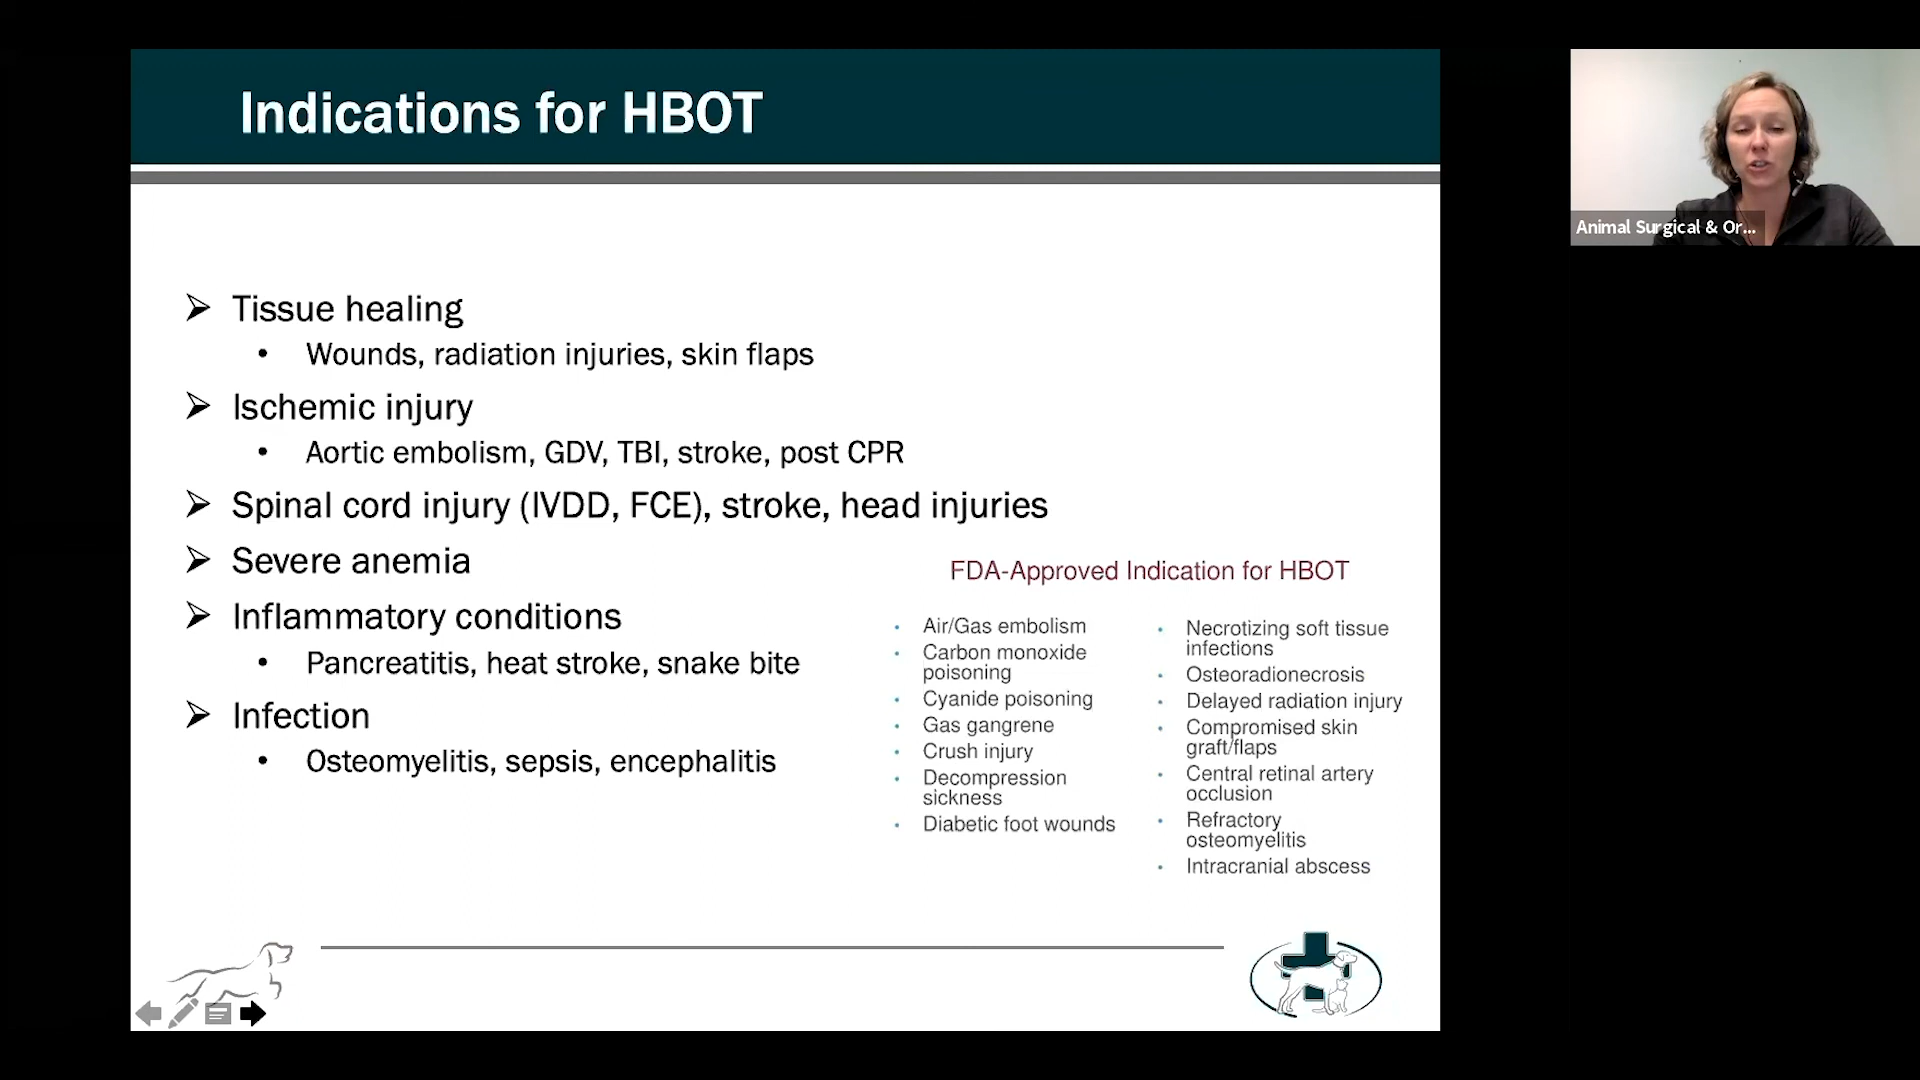 Indications for HBOT
Tissue healing
Wounds, radiation injuries, skin flaps
Ischemic injury
Aortic embolism, GDV, TBI, stroke, post CPR
Spinal cord injury (IVDD, FCE), stroke, head injuries
Severe anemia
Inflammatory conditions
Pancreatitis, heat stroke, snake bite
Infection
Osteomyelitis, sepsis, encephalitis
FDA-Approved Indication for HBOT
Air/Gas embolism
Carbon monoxide
poisoning
Cyanide poisoning
Gas gangrene
Crush injury
Decompression
sickness
Diabetic foot wounds
Necrotizing soft tissue
infections
Osteoradionecrosis
Delayed radiation injury
Compromised skin
graft/flaps
Central retinal artery
occlusion
Refractory
osteomyelitis
Intracranial abscess
Animal Surgical & Or...